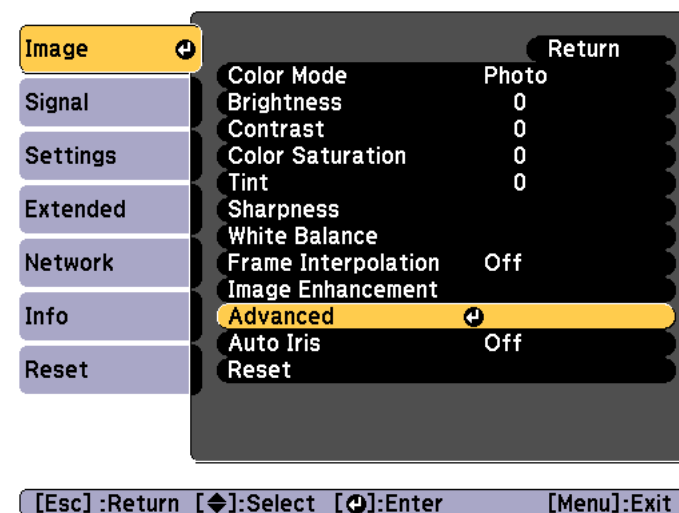 Image
Signal
Settings
Extended
Network
Info
Reset
Return
Color Mode Photo
Brightness 0
Contrast 0
Color Saturation 0
Tint 0
Sharpness
White Balance
Frame Interpolation Off
Image Enhancement
Advanced
Auto Iris Off
Reset
[Esc] :Return [◆]:Select [⏎]:Enter [Menu]:Exit